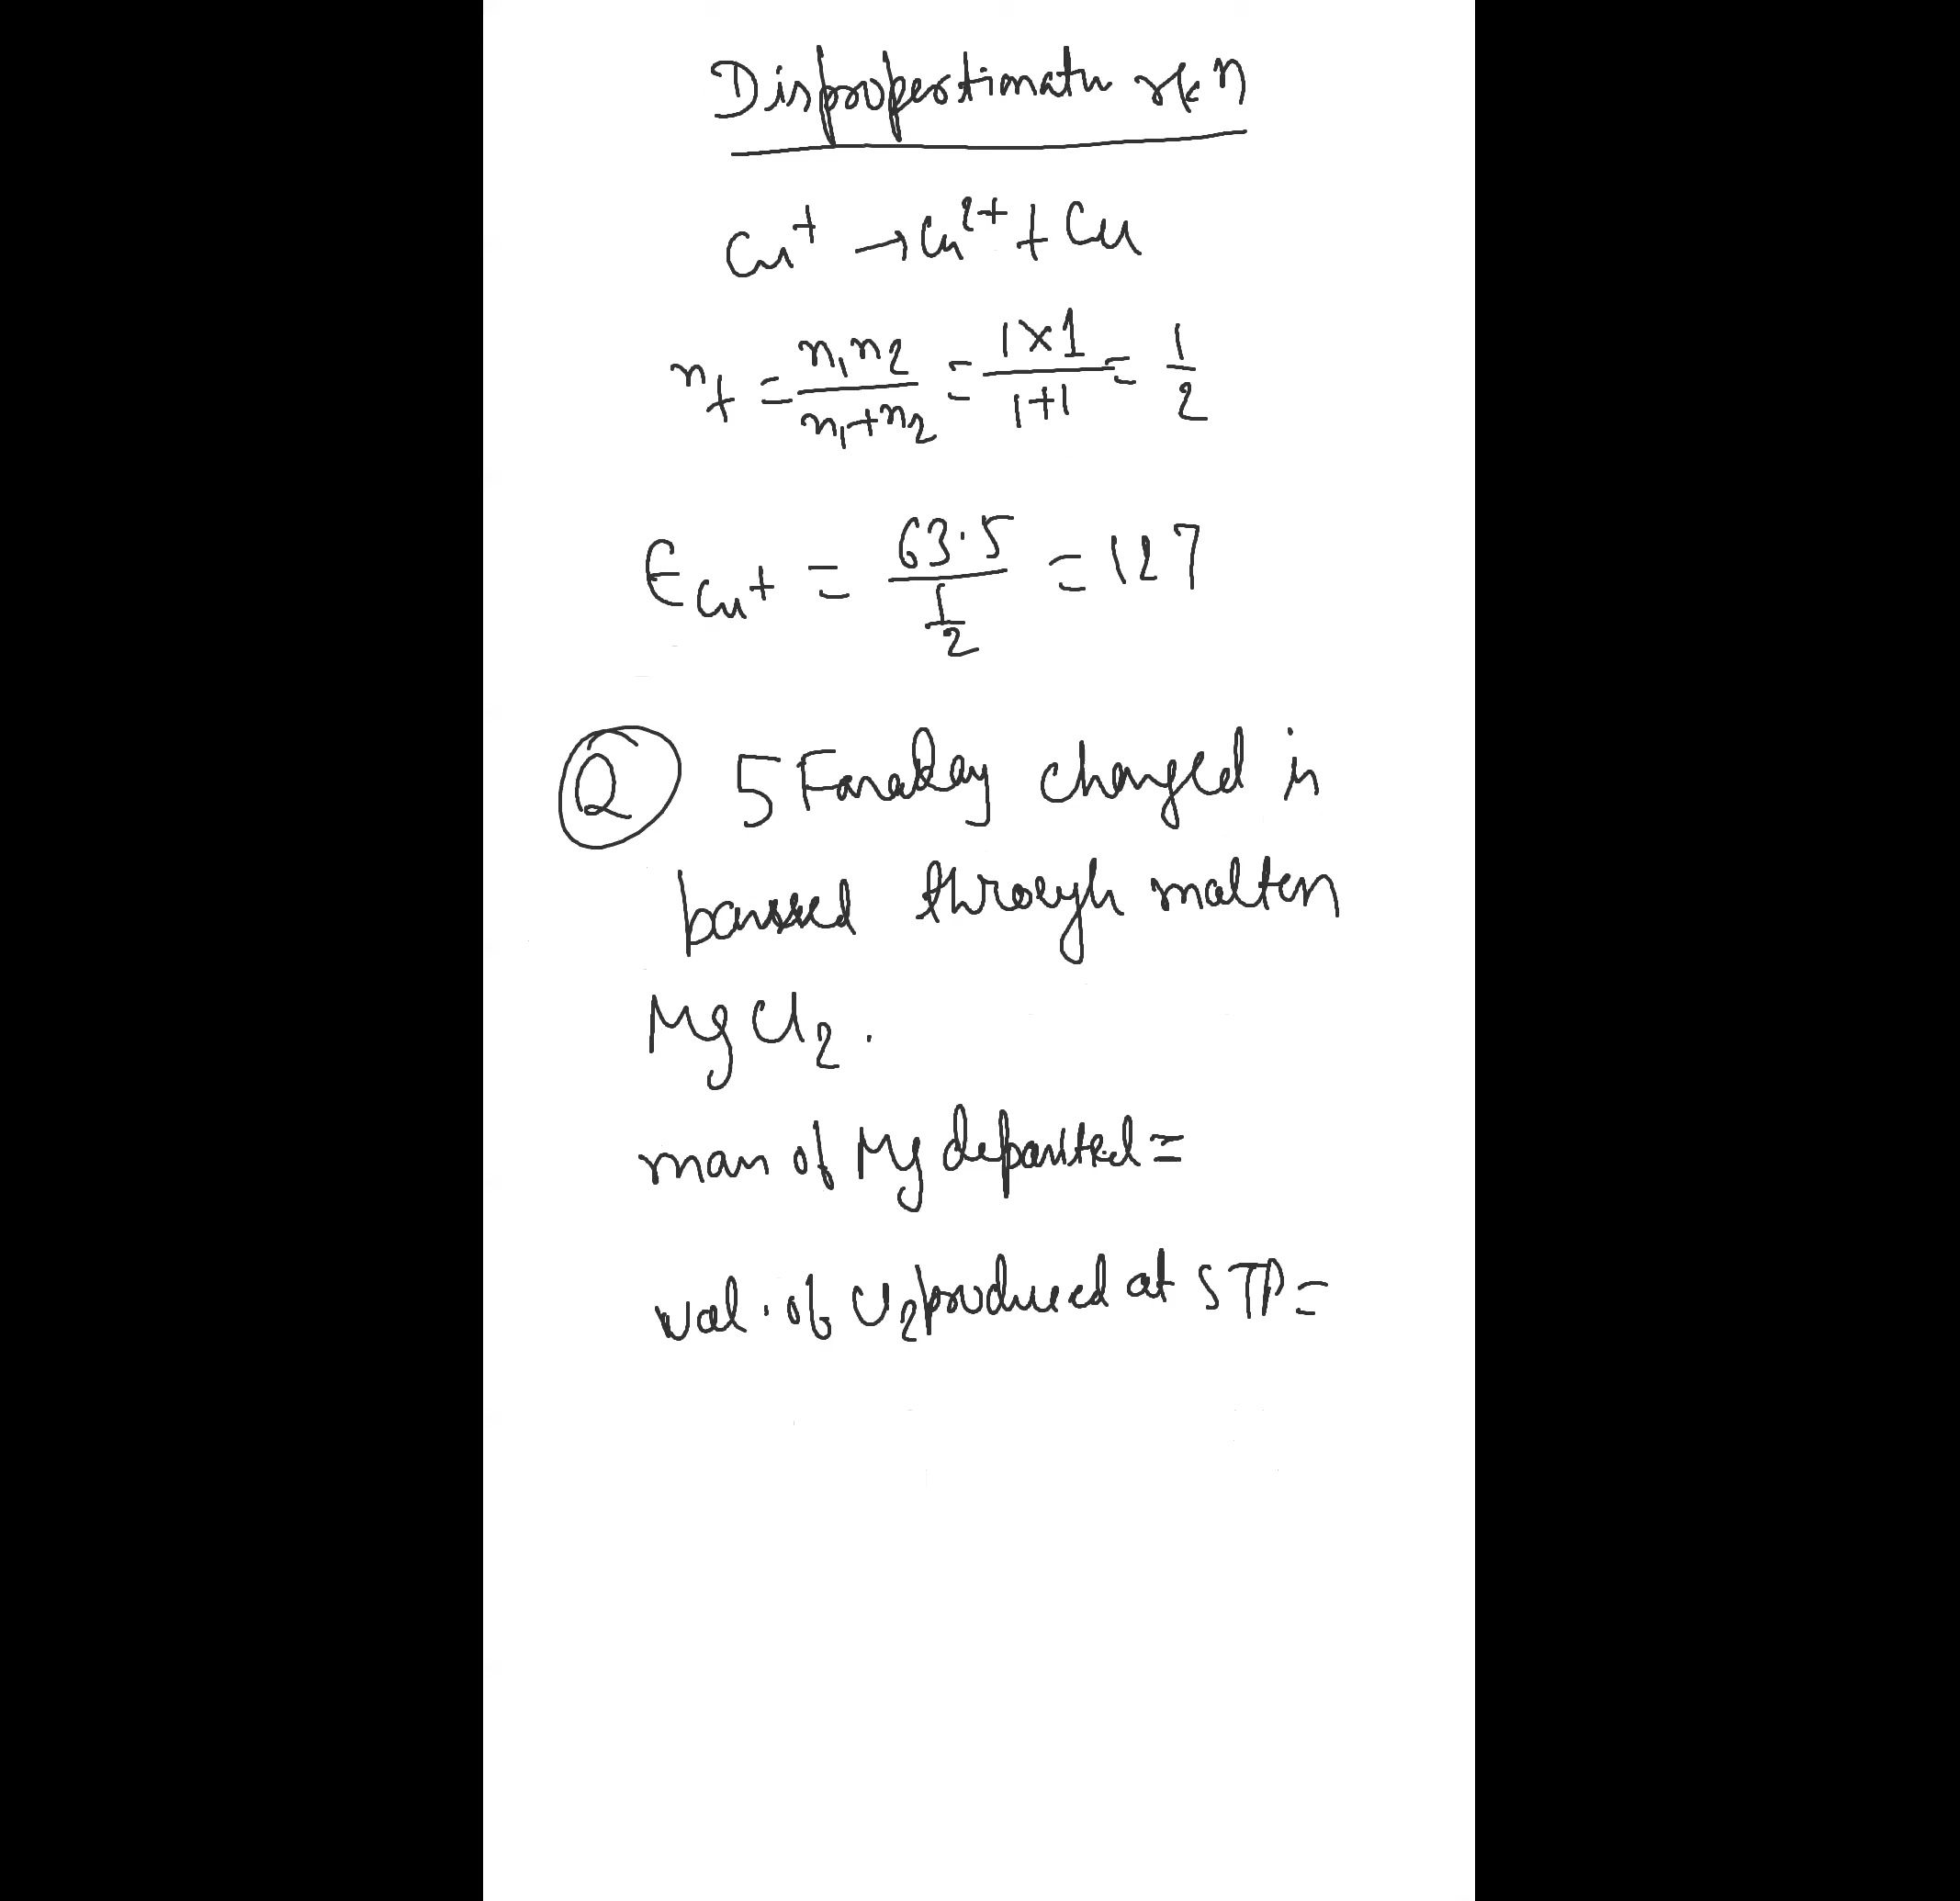 Disproportionatn rxn
Cu⁺ → Cu²⁺ + Cu
n_f = n₁n₂/(n₁+n₂) = 1×1/(1+1) = 1/2
E_Cu⁺ = 63.5/(1/2) = 127
Q 5 Faraday charged is
passed through molten
MgCl₂.
mass of Mg deposited =
vol. of Cl₂ produced at STP =